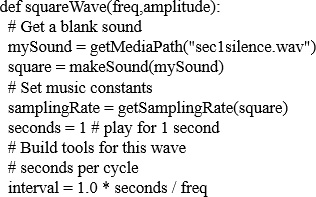 def squareWave(freq,amplitude):
# Get a blank sound
mySound = getMediaPath("sec1silence.wav")
square = makeSound(mySound)
# Set music constants
samplingRate = getSamplingRate(square)
seconds = 1 # play for 1 second
# Build tools for this wave
# seconds per cycle
interval = 1.0 * seconds / freq